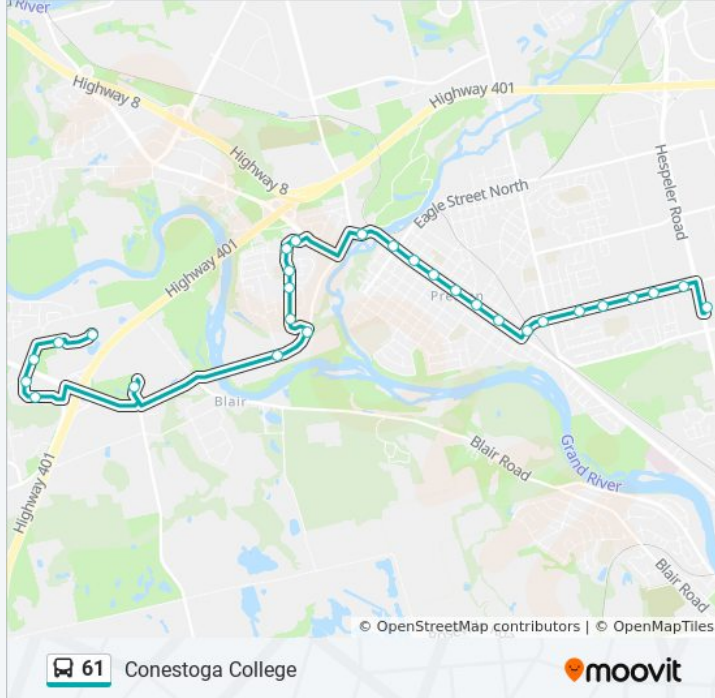 River
Highway 8
Highway 401
Highway 8
Hespeler Road
Eagle Street North
Highway 401
Blair
Blair Road
Grand River
Highway 401
Blair Road
© OpenStreetMap contributors | © OpenMapTiles
61 Conestoga College
moovit